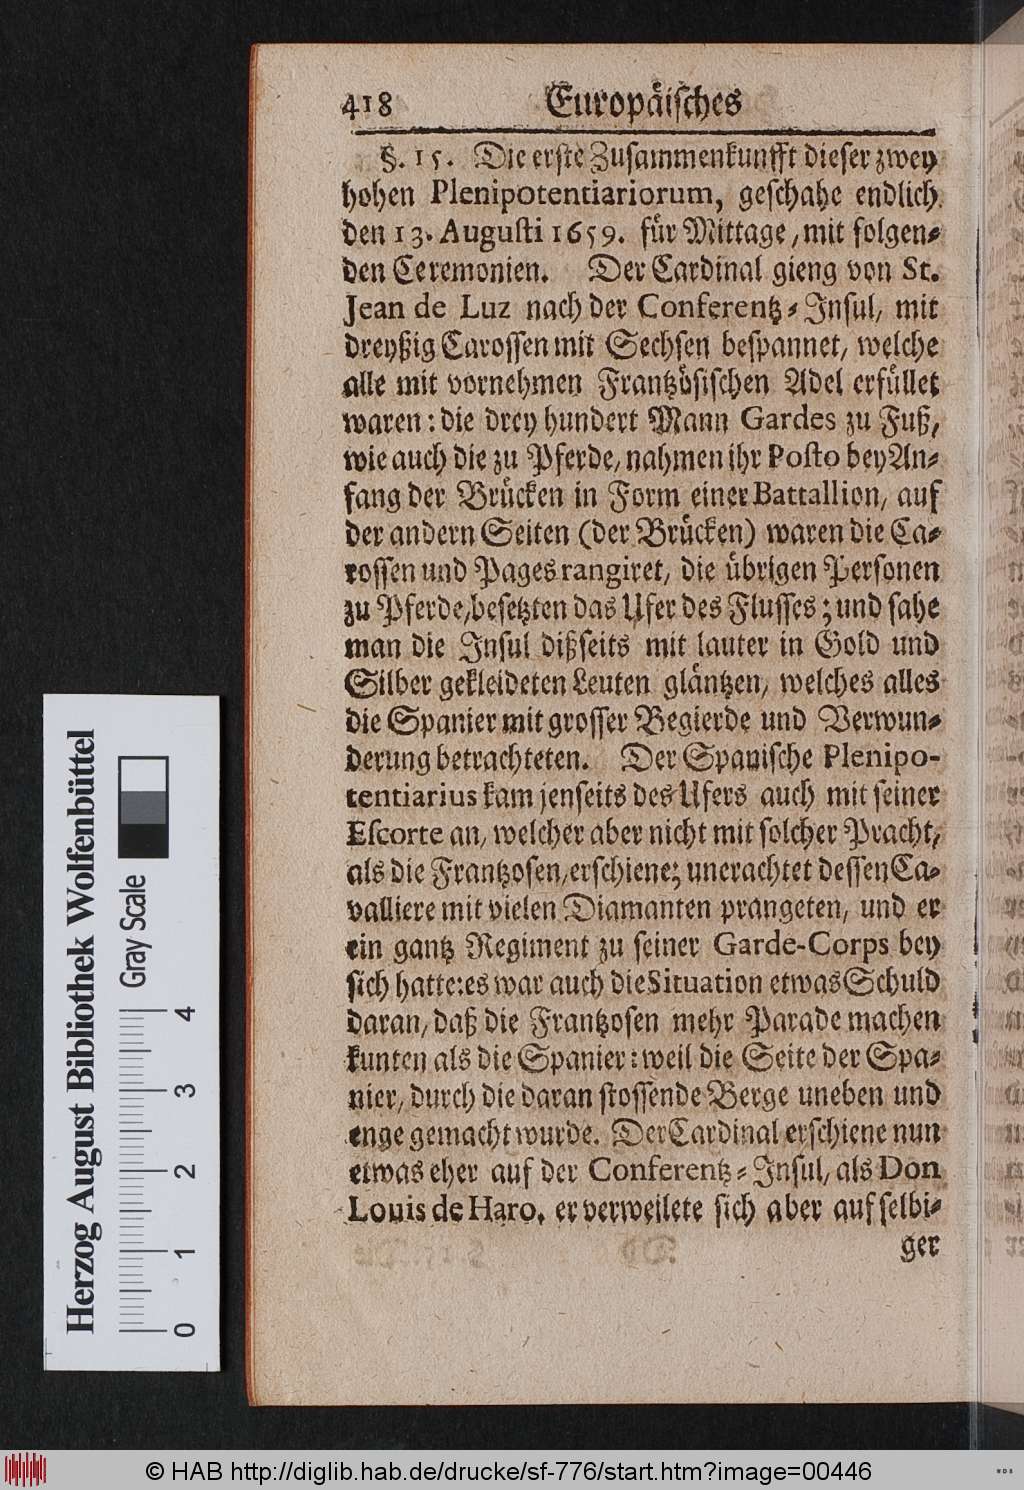 418 Europäisches
§. 15. Die erste Zusammenkunfft dieser zwey
hohen Plenipotentiariorum, geschahe endlich
den 13. Augusti 1659. für Mittage, mit folgen-
den Ceremonien. Der Cardinal gieng von St.
Jean de Luz nach der Conferentz-Insul, mit
dreyßig Carossen mit Sechsen bespannet, welche
alle mit vornehmen Frantzösischen Adel erfüllet
waren: die drey hundert Mann Gardes zu Fuß,
wie auch die zu Pferde, nahmen ihr Posto bey An-
fang der Brücken in Form einer Battallion, auf
der andern Seiten (der Brücken) waren die Ca-
rossen und Pages rangiret, die übrigen Personen
zu Pferde, besetzten das Ufer des Flusses; und sahe
man die Insul dißseits mit lauter in Gold und
Silber gekleideten Leuten gläntzen, welches alles
die Spanier mit grosser Begierde und Verwun-
derung betrachteten. Der Spanische Plenipo-
tentiarius kam jenseits des Ufers auch mit seiner
Escorte an, welcher aber nicht mit solcher Pracht,
als die Frantzosen, erschiene; unerachtet dessen Ca-
valliere mit vielen Diamanten prangeten, und er
ein gantz Regiment zu seiner Garde-Corps bey
sich hatte: es war auch die Situation etwas Schuld
daran, daß die Frantzosen mehr Parade machen
kunten als die Spanier: weil die Seite der Spa-
nier, durch die daran stossende Berge uneben und
enge gemacht wurde. Der Cardinal erschiene nun
etwas eher auf der Conferentz-Insul, als Don
Louis de Haro, er verweilete sich aber auf selbi-
ger
Herzog August Bibliothek Wolfenbüttel
Gray Scale
0 1 2 3 4
© HAB http://diglib.hab.de/drucke/sf-776/start.htm?image=00446